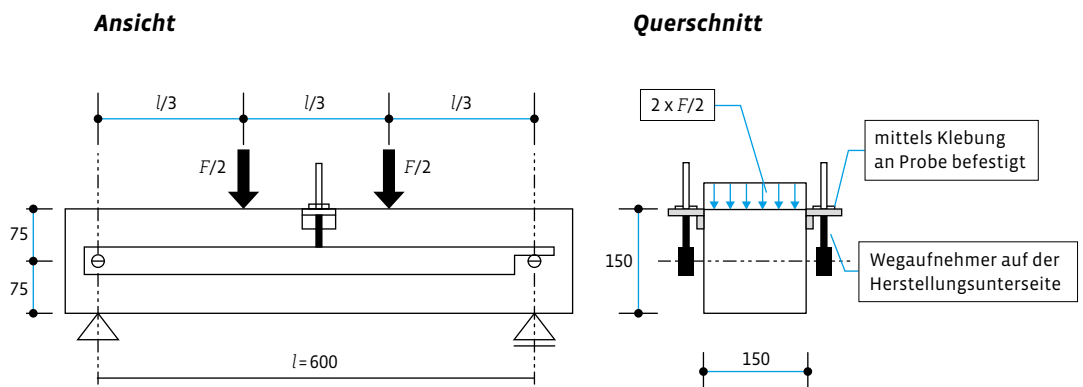 Ansicht
l/3
l/3
l/3
F/2
F/2
75
75
l = 600
Querschnitt
2 x F/2
mittels Klebung
an Probe befestigt
150
Wegaufnehmer auf der
Herstellungsunterseite
150